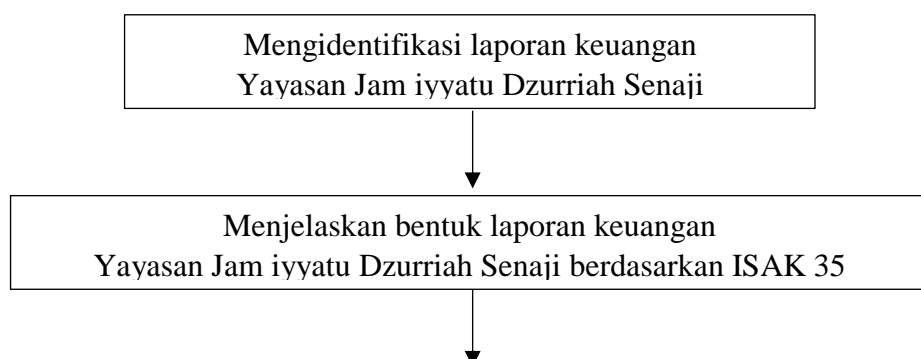 Mengidentifikasi laporan keuangan
Yayasan Jam iyyatu Dzurriah Senaji
Menjelaskan bentuk laporan keuangan
Yayasan Jam iyyatu Dzurriah Senaji berdasarkan ISAK 35